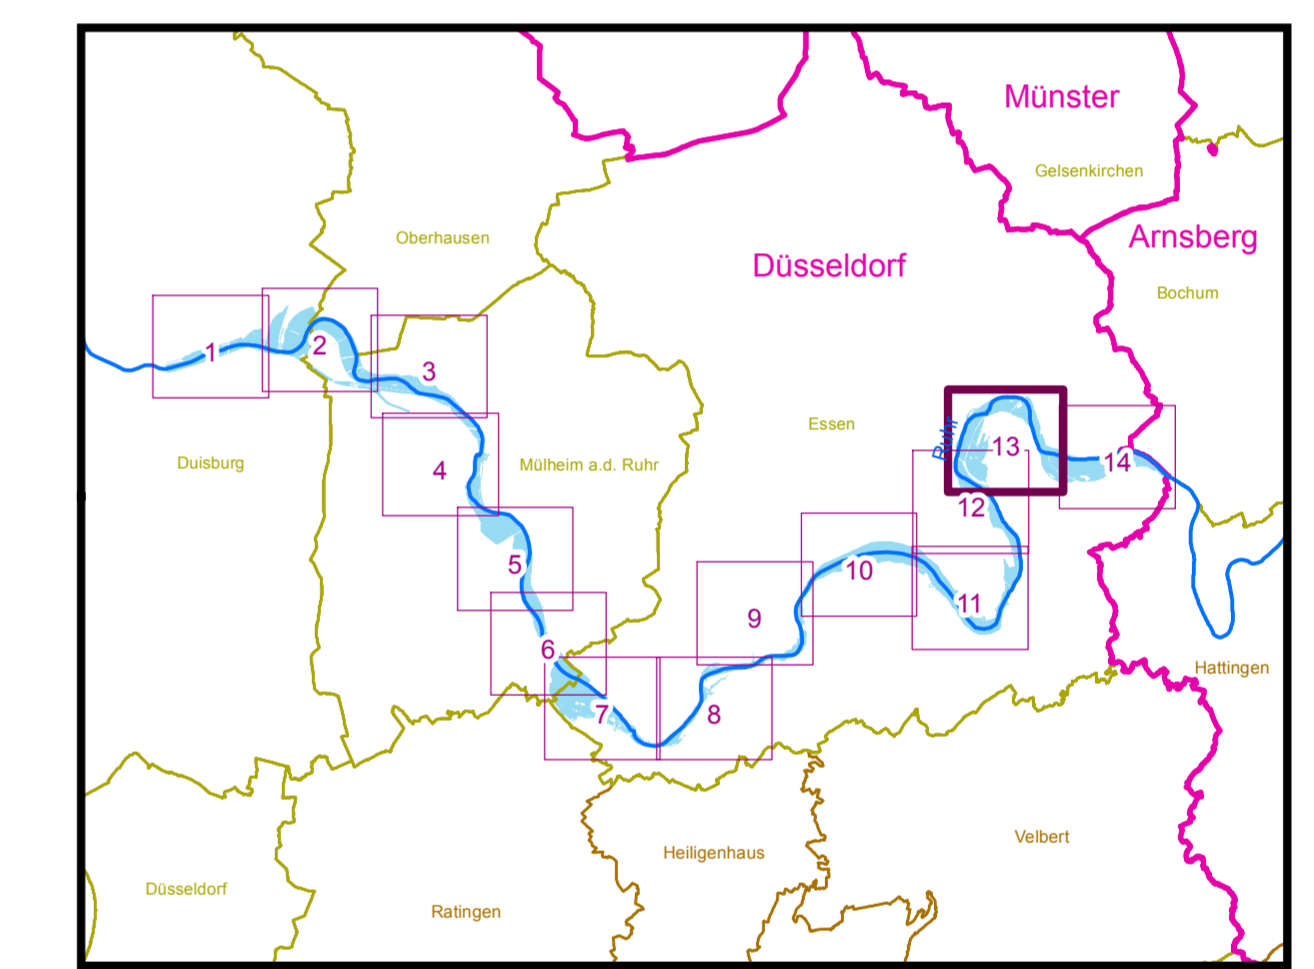 Münster
Gelsenkirchen
Oberhausen
Arnsberg
Düsseldorf
Bochum
1
2
3
Essen
Ruhr
13
14
Duisburg
4
Mülheim a.d. Ruhr
12
5
10
11
9
6
Hattingen
7
8
Velbert
Heiligenhaus
Düsseldorf
Ratingen